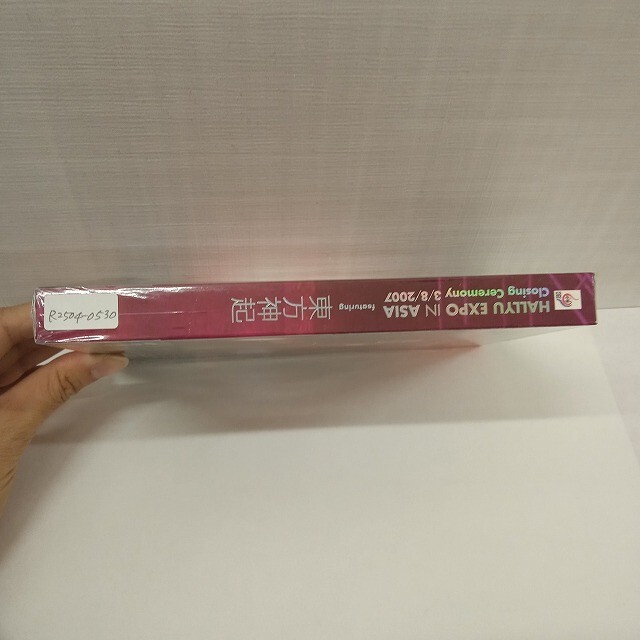 HALLYU EXPO IN ASIA
Closing Ceremony 3/8/2007
featuring
東方神起
R2504-0530